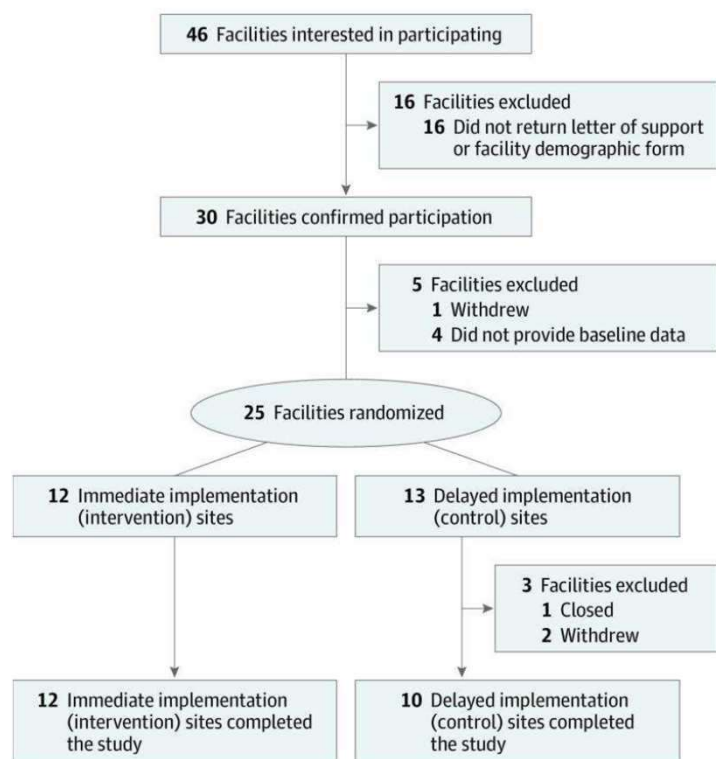 46 Facilities interested in participating
16 Facilities excluded
16 Did not return letter of support
or facility demographic form
30 Facilities confirmed participation
5 Facilities excluded
1 Withdrew
4 Did not provide baseline data
25 Facilities randomized
12 Immediate implementation
(intervention) sites
13 Delayed implementation
(control) sites
3 Facilities excluded
1 Closed
2 Withdrew
12 Immediate implementation
(intervention) sites completed
the study
10 Delayed implementation
(control) sites completed
the study